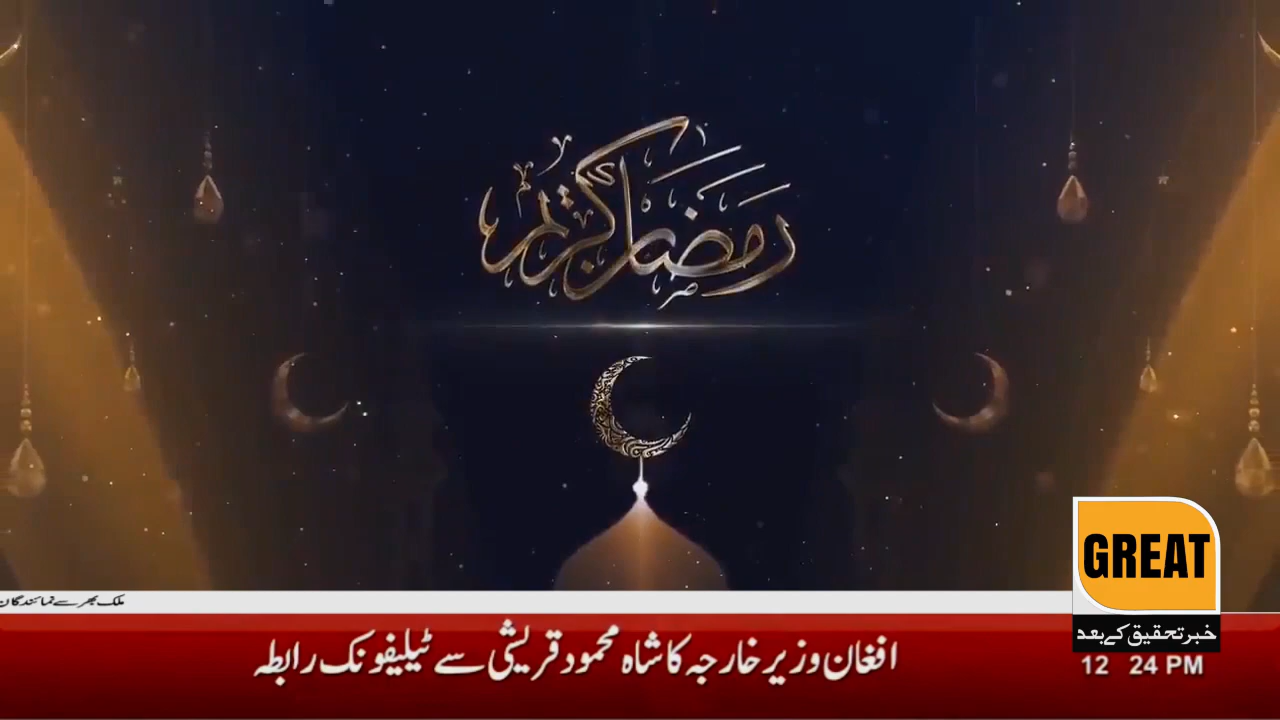 رمضان كريم
GREAT
خبر تحقیق کے بعد
ملک بھر سے نمائندگان
افغان وزیر خارجہ کا شاہ محمود قریشی سے ٹیلیفونک رابطہ
12 24 PM